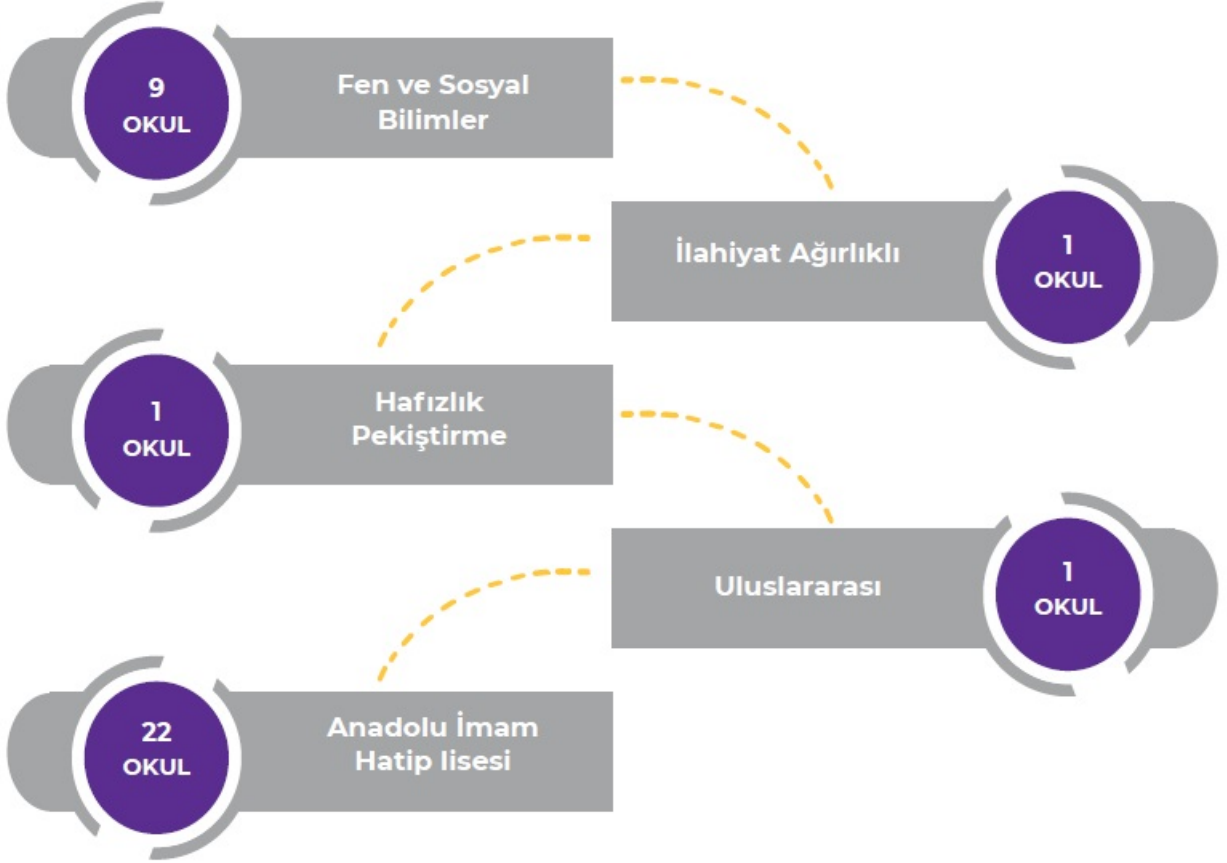 9
OKUL
Fen ve Sosyal
Bilimler
İlahiyat Ağırlıklı
1
OKUL
1
OKUL
Hafızlık
Pekiştirme
Uluslararası
1
OKUL
22
OKUL
Anadolu İmam
Hatip lisesi